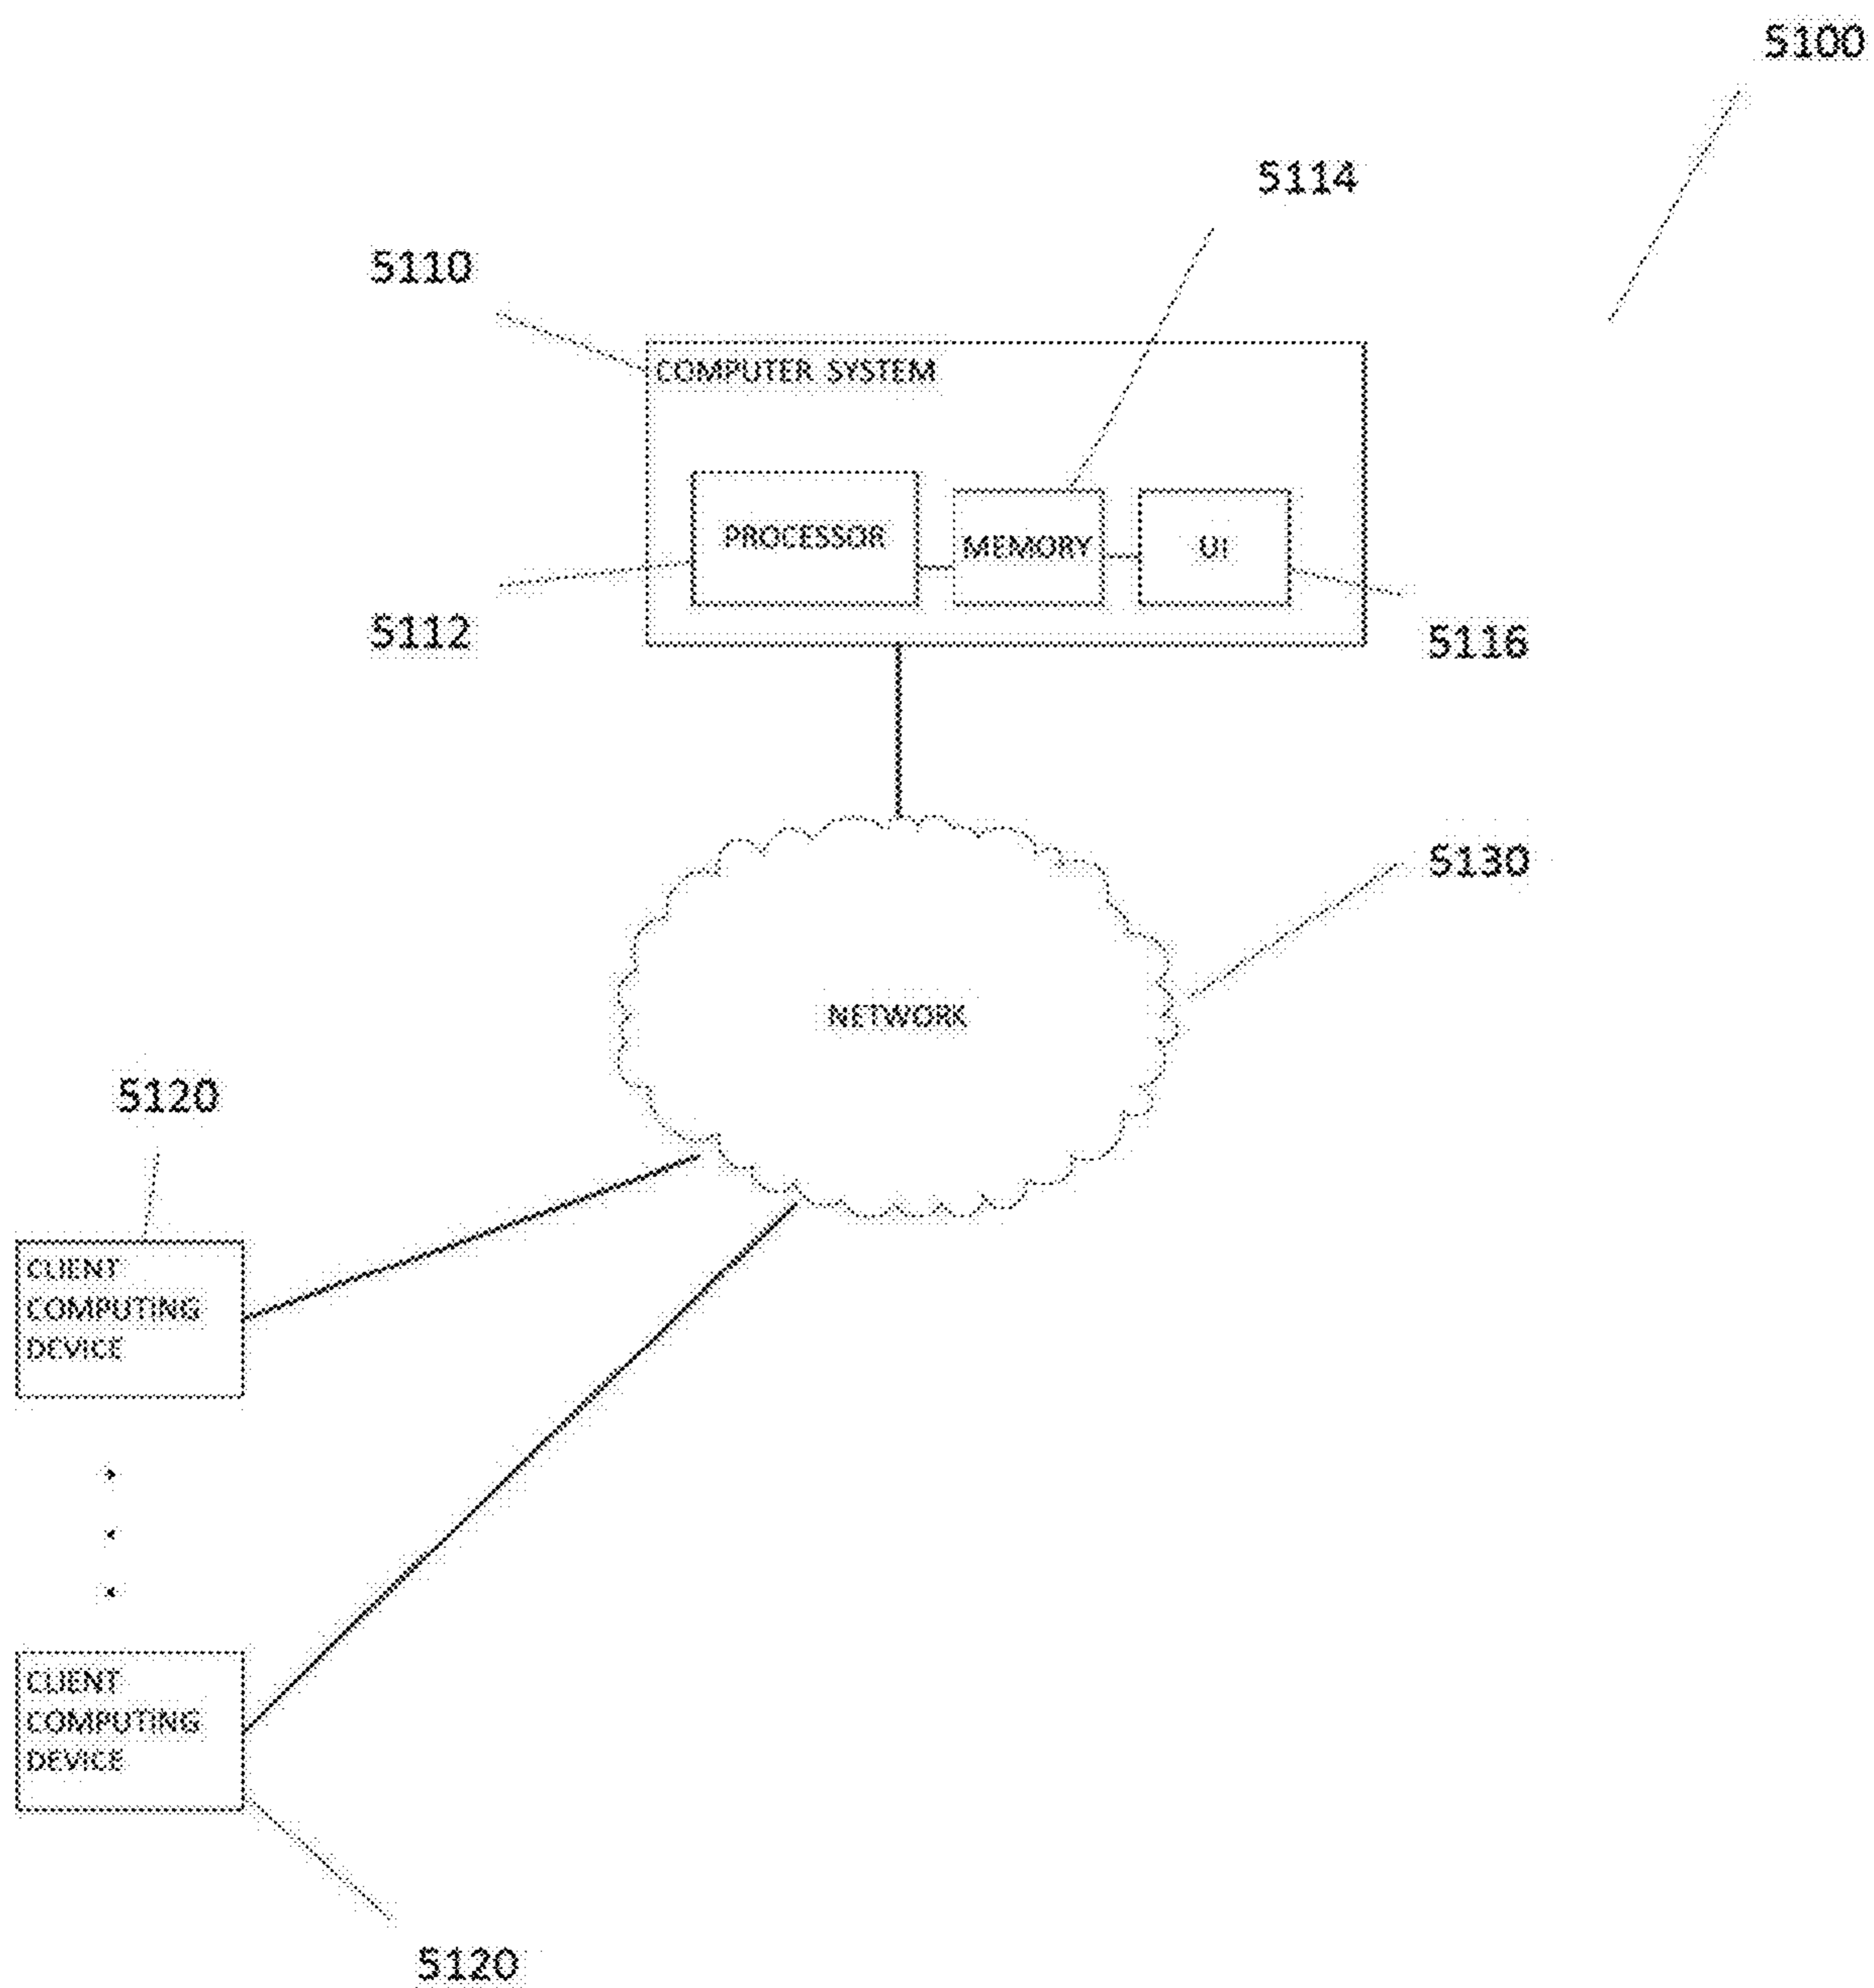 5100
5114
5110
COMPUTER SYSTEM
PROCESSOR
MEMORY
UI
5112
5116
5130
NETWORK
5120
CLIENT
COMPUTING
DEVICE
CLIENT
COMPUTING
DEVICE
5120